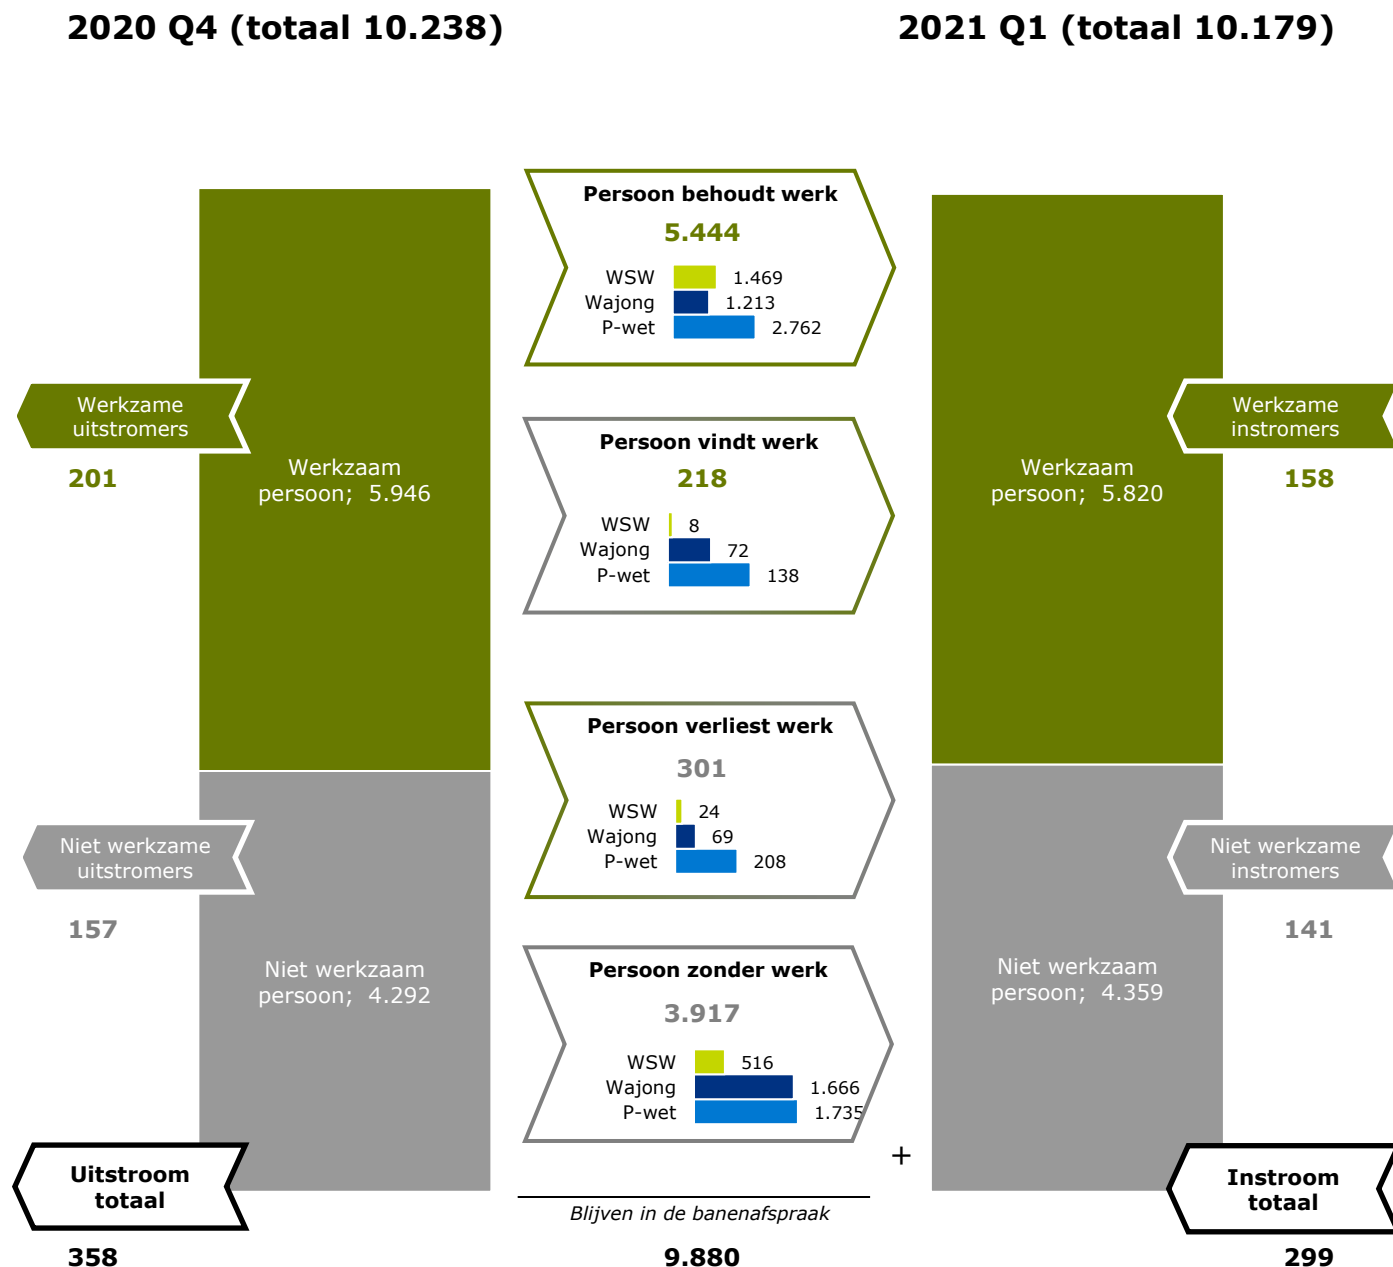 2020 Q4 (totaal 10.238)
2021 Q1 (totaal 10.179)
Persoon behoudt werk
5.444
WSW 1.469
Wajong 1.213
P-wet 2.762
Werkzame
uitstromers
201
Werkzaam
persoon; 5.946
Persoon vindt werk
218
WSW 8
Wajong 72
P-wet 138
Werkzaam
persoon; 5.820
Werkzame
instromers
158
Persoon verliest werk
301
WSW 24
Wajong 69
P-wet 208
Niet werkzame
uitstromers
157
Niet werkzaam
persoon; 4.292
Persoon zonder werk
3.917
WSW 516
Wajong 1.666
P-wet 1.735
Niet werkzaam
persoon; 4.359
Niet werkzame
instromers
141
+
Uitstroom
totaal
358
Blijven in de banenafspraak
9.880
Instroom
totaal
299